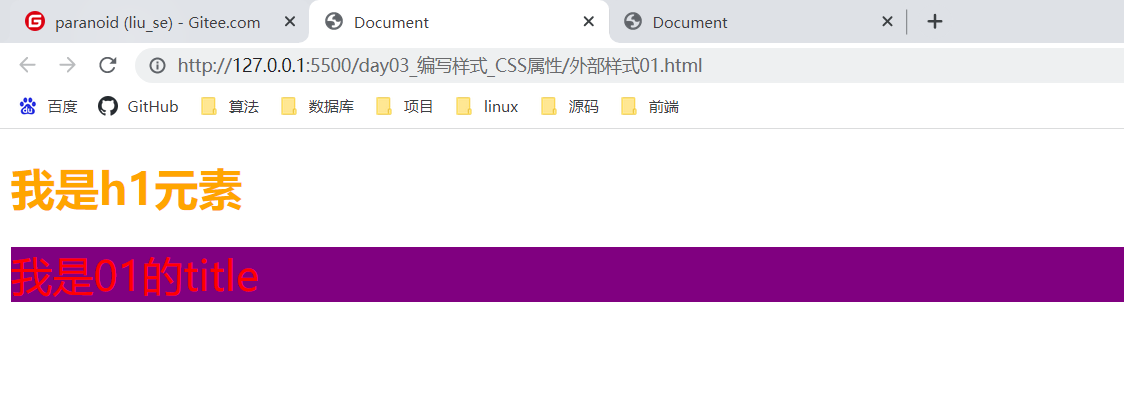 paranoid (liu_se) - Gitee.com Document Document
http://127.0.0.1:5500/day03_编写样式_CSS属性/外部样式01.html
du 百度 GitHub 算法 数据库 项目 linux 源码 前端
我是h1元素
我是01的title